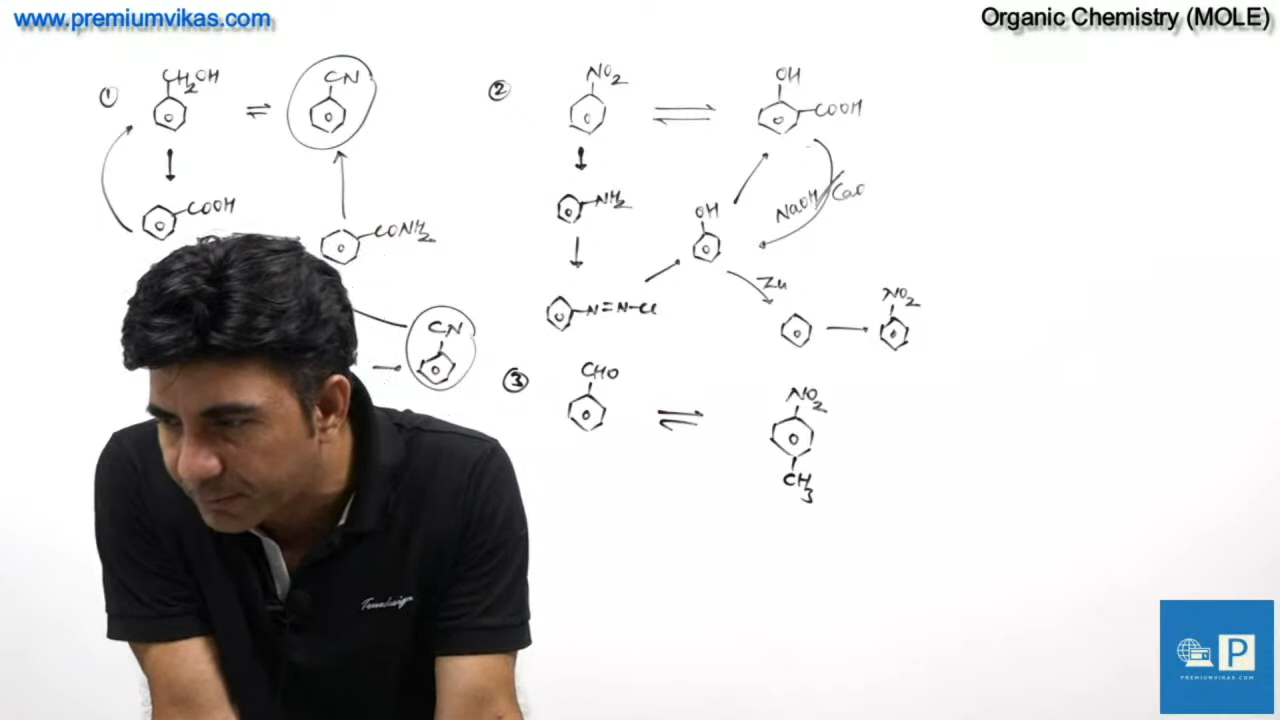 www.premiumvikas.com
Organic Chemistry (MOLE)
①
CH2OH
⇌
CN
COOH
CONH2
CN
②
NO2
⇌
OH
COOH
NH2
NaOH/CaO
OH
N=N-Cl
Zn
NO2
③
CHO
⇌
NO2
CH3
P
PREMIUMVIKAS.COM